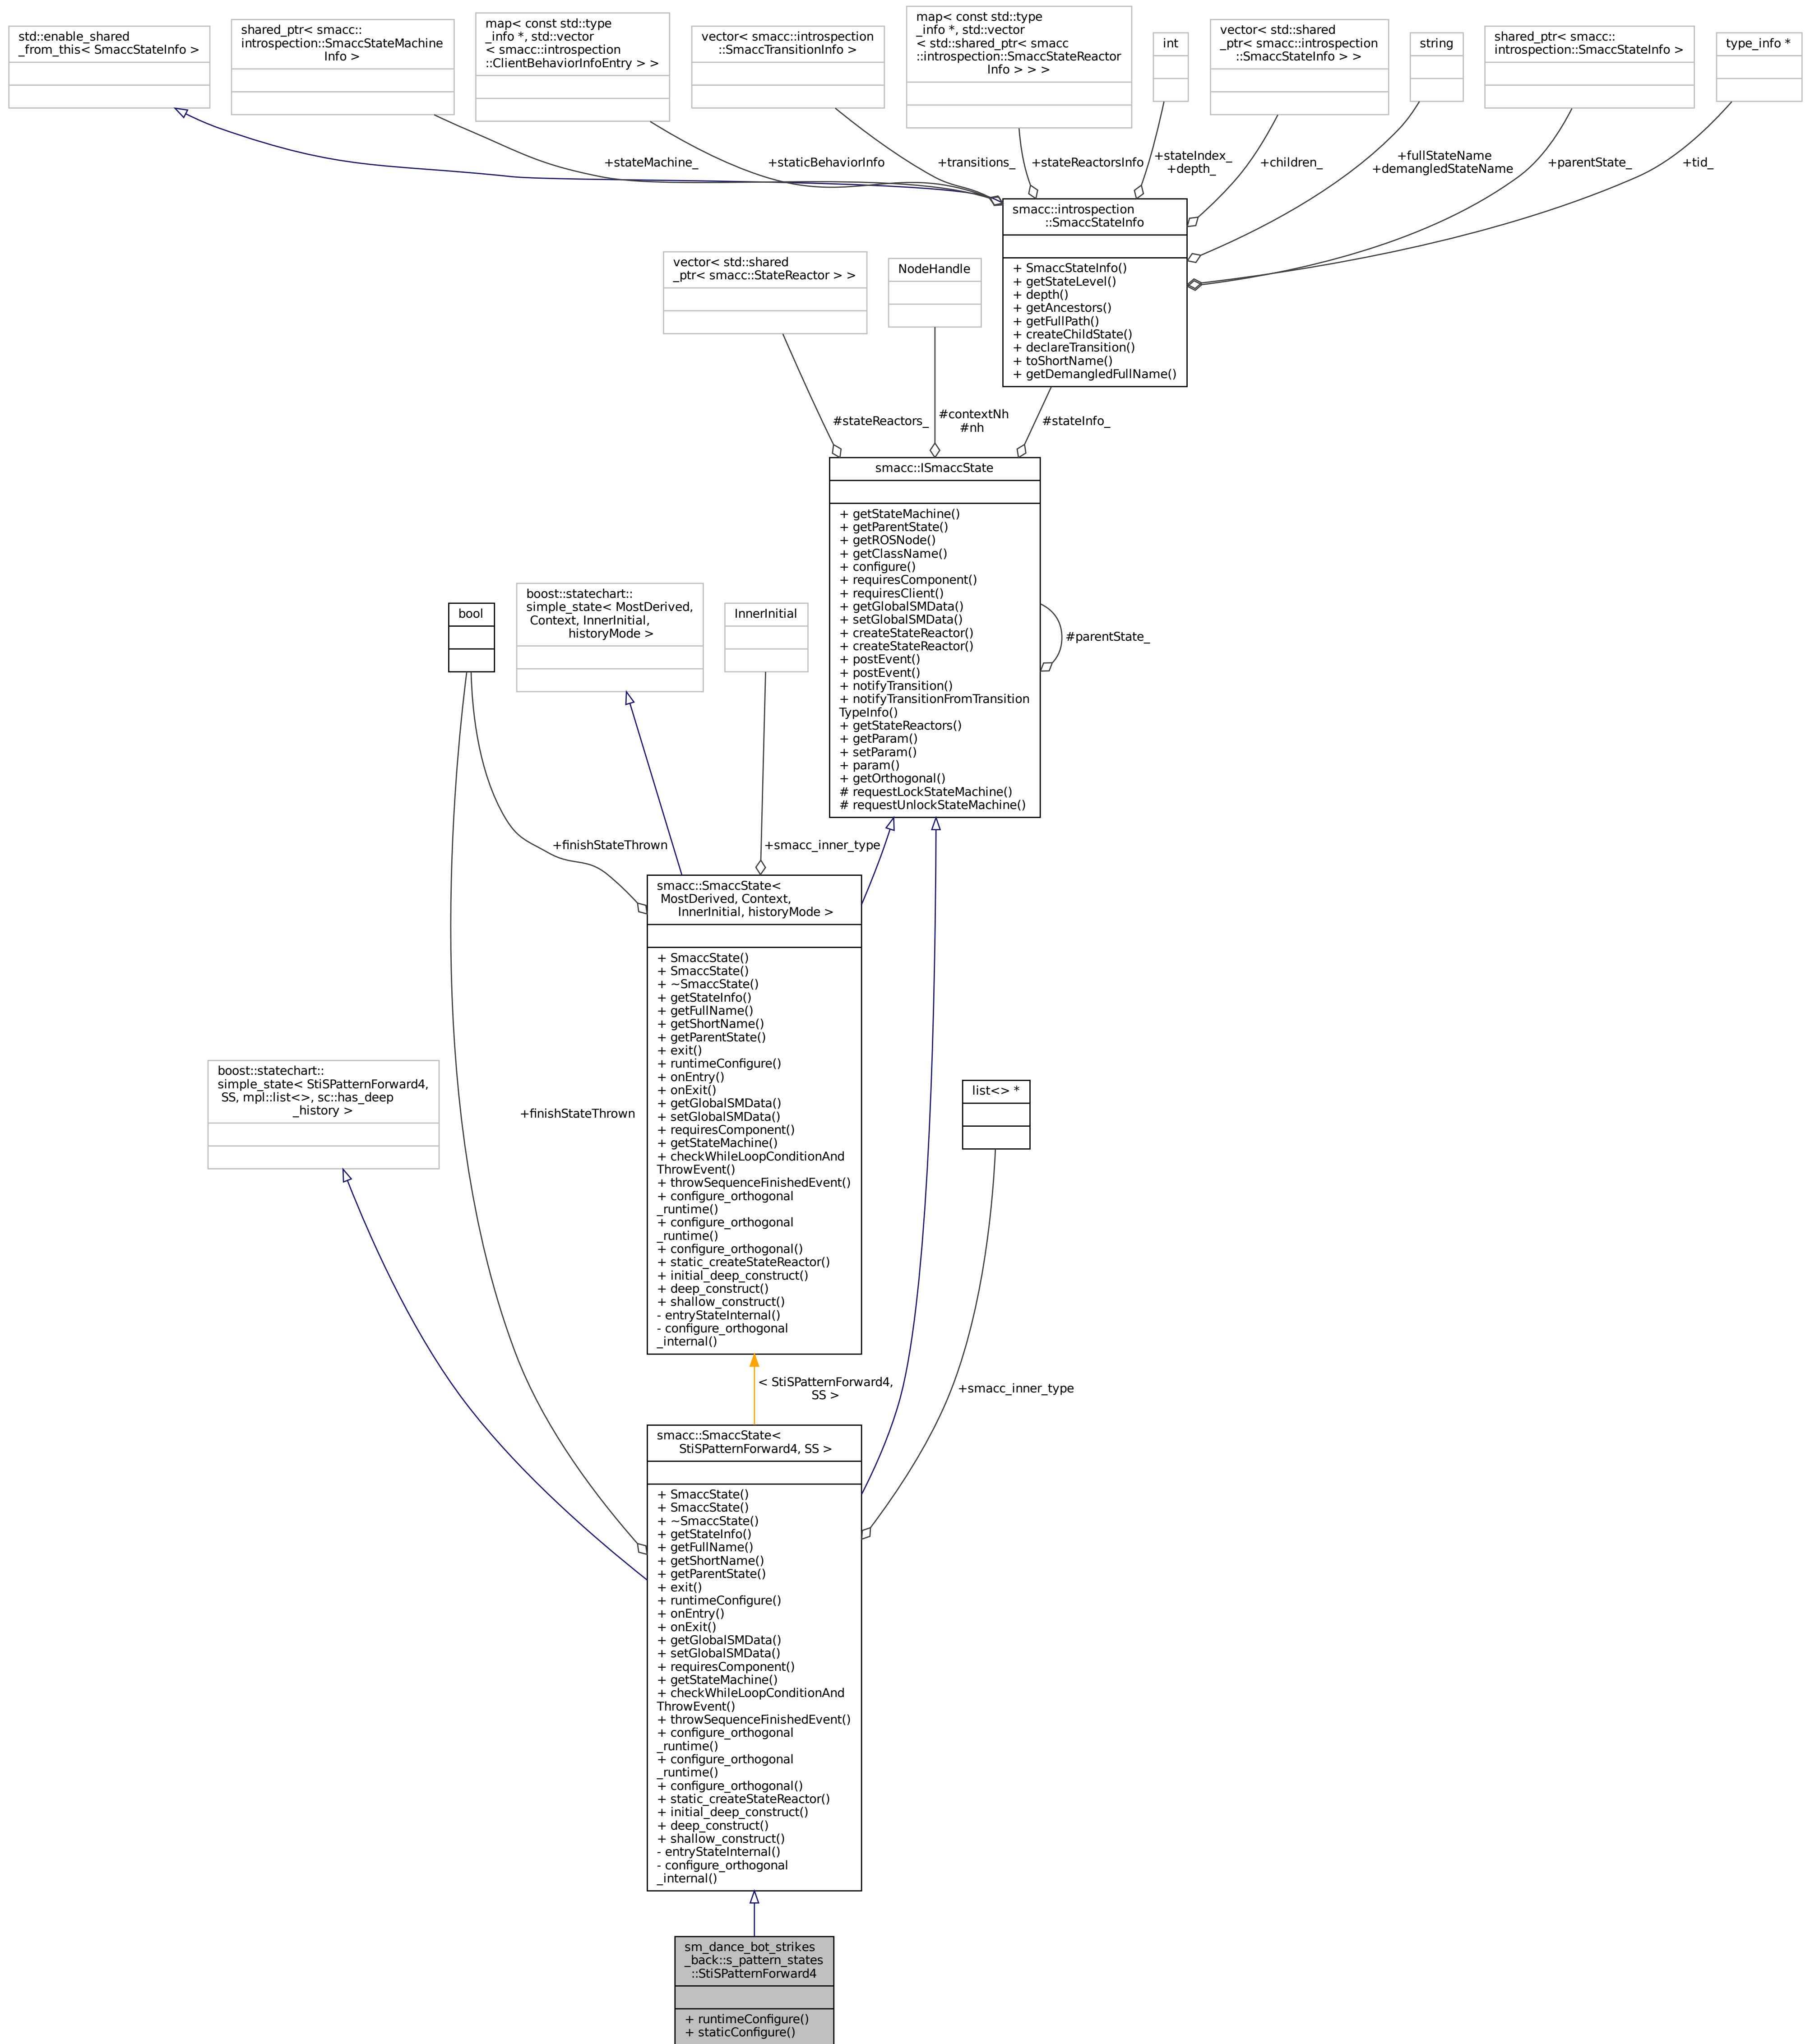 std::enable_shared
_from_this< SmaccStateInfo >
shared_ptr< smacc::
introspection::SmaccStateMachine
Info >
map< const std::type
_info *, std::vector
< smacc::introspection
::ClientBehaviorInfoEntry > >
vector< smacc::introspection
::SmaccTransitionInfo >
map< const std::type
_info *, std::vector
< std::shared_ptr< smacc
::introspection::SmaccStateReactor
Info > > >
int
vector< std::shared
_ptr< smacc::introspection
::SmaccStateInfo > >
string
shared_ptr< smacc::
introspection::SmaccStateInfo >
type_info *
+stateMachine_
+staticBehaviorInfo
+transitions_
+stateReactorsInfo
+stateIndex_
+depth_
+children_
+fullStateName
+demangledStateName
+parentState_
+tid_
smacc::introspection
::SmaccStateInfo
+ SmaccStateInfo()
+ getStateLevel()
+ depth()
+ getAncestors()
+ getFullPath()
+ createChildState()
+ declareTransition()
+ toShortName()
+ getDemangledFullName()
vector< std::shared
_ptr< smacc::StateReactor > >
NodeHandle
#stateReactors_
#contextNh
#nh
#stateInfo_
smacc::ISmaccState
+ getStateMachine()
+ getParentState()
+ getROSNode()
+ getClassName()
+ configure()
+ requiresComponent()
+ requiresClient()
+ getGlobalSMData()
+ setGlobalSMData()
+ createStateReactor()
+ createStateReactor()
+ postEvent()
+ postEvent()
+ notifyTransition()
+ notifyTransitionFromTransition
TypeInfo()
+ getStateReactors()
+ getParam()
+ setParam()
+ param()
+ getOrthogonal()
# requestLockStateMachine()
# requestUnlockStateMachine()
#parentState_
bool
boost::statechart::
simple_state< MostDerived,
Context, InnerInitial,
historyMode >
InnerInitial
+finishStateThrown
+smacc_inner_type
smacc::SmaccState<
MostDerived, Context,
InnerInitial, historyMode >
+ SmaccState()
+ SmaccState()
+ ~SmaccState()
+ getStateInfo()
+ getFullName()
+ getShortName()
+ getParentState()
+ exit()
+ runtimeConfigure()
+ onEntry()
+ onExit()
+ getGlobalSMData()
+ setGlobalSMData()
+ requiresComponent()
+ getStateMachine()
+ checkWhileLoopConditionAnd
ThrowEvent()
+ throwSequenceFinishedEvent()
+ configure_orthogonal
_runtime()
+ configure_orthogonal
_runtime()
+ configure_orthogonal()
+ static_createStateReactor()
+ initial_deep_construct()
+ deep_construct()
+ shallow_construct()
- entryStateInternal()
- configure_orthogonal
_internal()
boost::statechart::
simple_state< StiSPatternForward4,
SS, mpl::list<>, sc::has_deep
_history >
+finishStateThrown
list<> *
< StiSPatternForward4,
SS >
+smacc_inner_type
smacc::SmaccState<
StiSPatternForward4, SS >
+ SmaccState()
+ SmaccState()
+ ~SmaccState()
+ getStateInfo()
+ getFullName()
+ getShortName()
+ getParentState()
+ exit()
+ runtimeConfigure()
+ onEntry()
+ onExit()
+ getGlobalSMData()
+ setGlobalSMData()
+ requiresComponent()
+ getStateMachine()
+ checkWhileLoopConditionAnd
ThrowEvent()
+ throwSequenceFinishedEvent()
+ configure_orthogonal
_runtime()
+ configure_orthogonal
_runtime()
+ configure_orthogonal()
+ static_createStateReactor()
+ initial_deep_construct()
+ deep_construct()
+ shallow_construct()
- entryStateInternal()
- configure_orthogonal
_internal()
sm_dance_bot_strikes
_back::s_pattern_states
::StiSPatternForward4
+ runtimeConfigure()
+ staticConfigure()